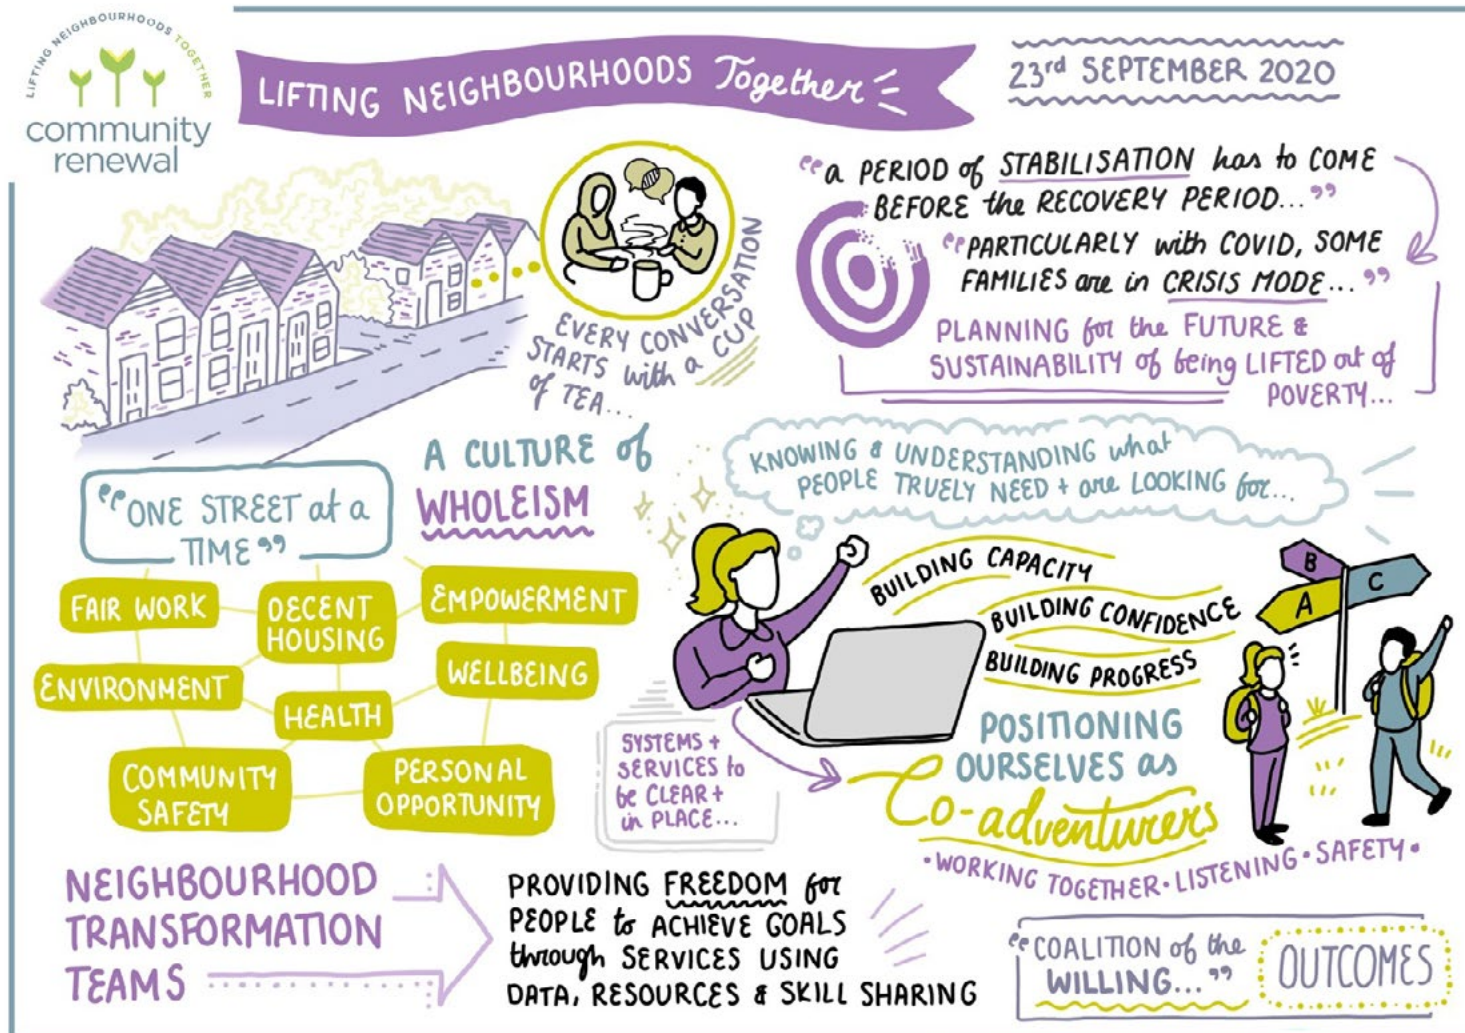 LIFTING NEIGHBOURHOODS TOGETHER
community
renewal
LIFTING NEIGHBOURHOODS Together
23rd SEPTEMBER 2020
"a PERIOD of STABILISATION has to COME
BEFORE the RECOVERY PERIOD..."
"PARTICULARLY with COVID, SOME
FAMILIES are in CRISIS MODE..."
PLANNING for the FUTURE &
SUSTAINABILITY of being LIFTED out of
POVERTY...
EVERY CONVERSATION
STARTS with a CUP
of TEA...
A CULTURE of
WHOLEISM
"ONE STREET at a
TIME"
FAIR WORK
DECENT
HOUSING
EMPOWERMENT
ENVIRONMENT
HEALTH
WELLBEING
COMMUNITY
SAFETY
PERSONAL
OPPORTUNITY
KNOWING & UNDERSTANDING what
PEOPLE TRUELY NEED + are LOOKING for...
BUILDING CAPACITY
BUILDING CONFIDENCE
BUILDING PROGRESS
B
C
A
SYSTEMS +
SERVICES to
be CLEAR +
in PLACE...
POSITIONING
OURSELVES as
Co-adventurers
• WORKING TOGETHER • LISTENING • SAFETY •
NEIGHBOURHOOD
TRANSFORMATION
TEAMS
PROVIDING FREEDOM for
PEOPLE to ACHIEVE GOALS
through SERVICES USING
DATA, RESOURCES & SKILL SHARING
"COALITION of the
WILLING..."
OUTCOMES